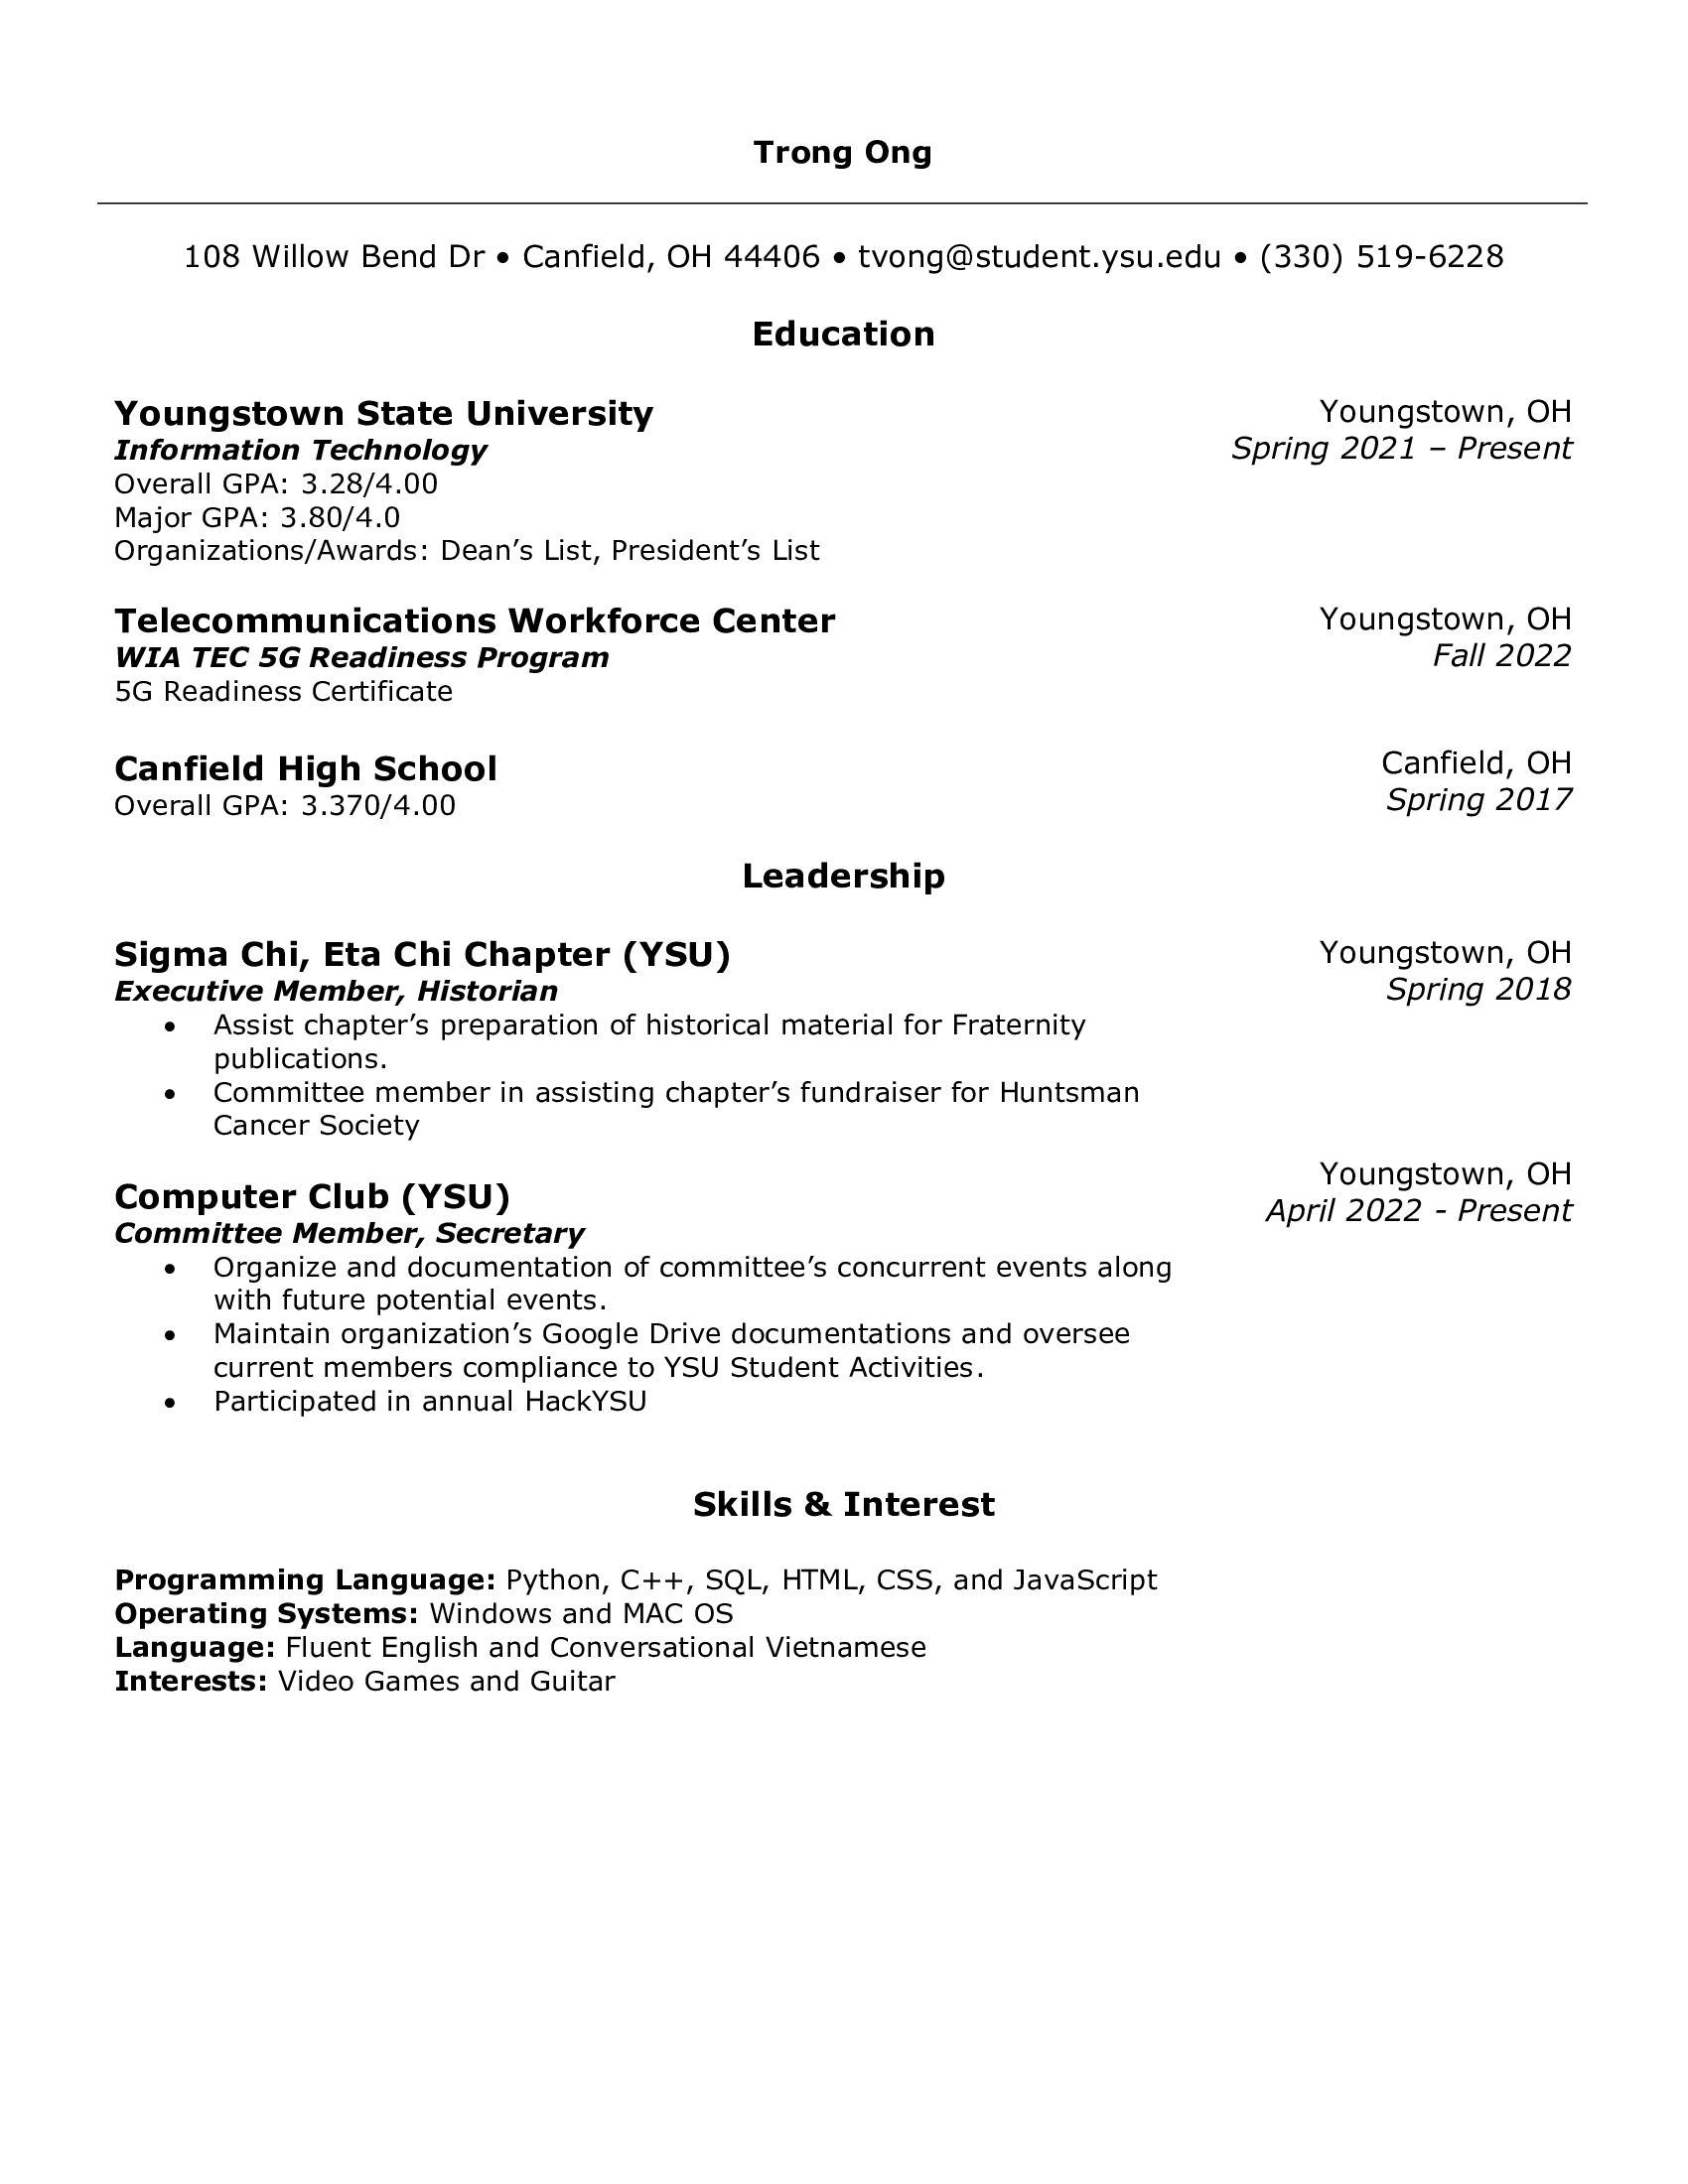 Trong Ong
108 Willow Bend Dr • Canfield, OH 44406 • tvong@student.ysu.edu • (330) 519-6228
Education
Youngstown State University
Youngstown, OH
Information Technology
Spring 2021 – Present
Overall GPA: 3.28/4.00
Major GPA: 3.80/4.0
Organizations/Awards: Dean’s List, President’s List
Telecommunications Workforce Center
Youngstown, OH
WIA TEC 5G Readiness Program
Fall 2022
5G Readiness Certificate
Canfield High School
Canfield, OH
Overall GPA: 3.370/4.00
Spring 2017
Leadership
Sigma Chi, Eta Chi Chapter (YSU)
Youngstown, OH
Executive Member, Historian
Spring 2018
• Assist chapter’s preparation of historical material for Fraternity
publications.
• Committee member in assisting chapter’s fundraiser for Huntsman
Cancer Society
Computer Club (YSU)
Youngstown, OH
Committee Member, Secretary
April 2022 - Present
• Organize and documentation of committee’s concurrent events along
with future potential events.
• Maintain organization’s Google Drive documentations and oversee
current members compliance to YSU Student Activities.
• Participated in annual HackYSU
Skills & Interest
Programming Language: Python, C++, SQL, HTML, CSS, and JavaScript
Operating Systems: Windows and MAC OS
Language: Fluent English and Conversational Vietnamese
Interests: Video Games and Guitar